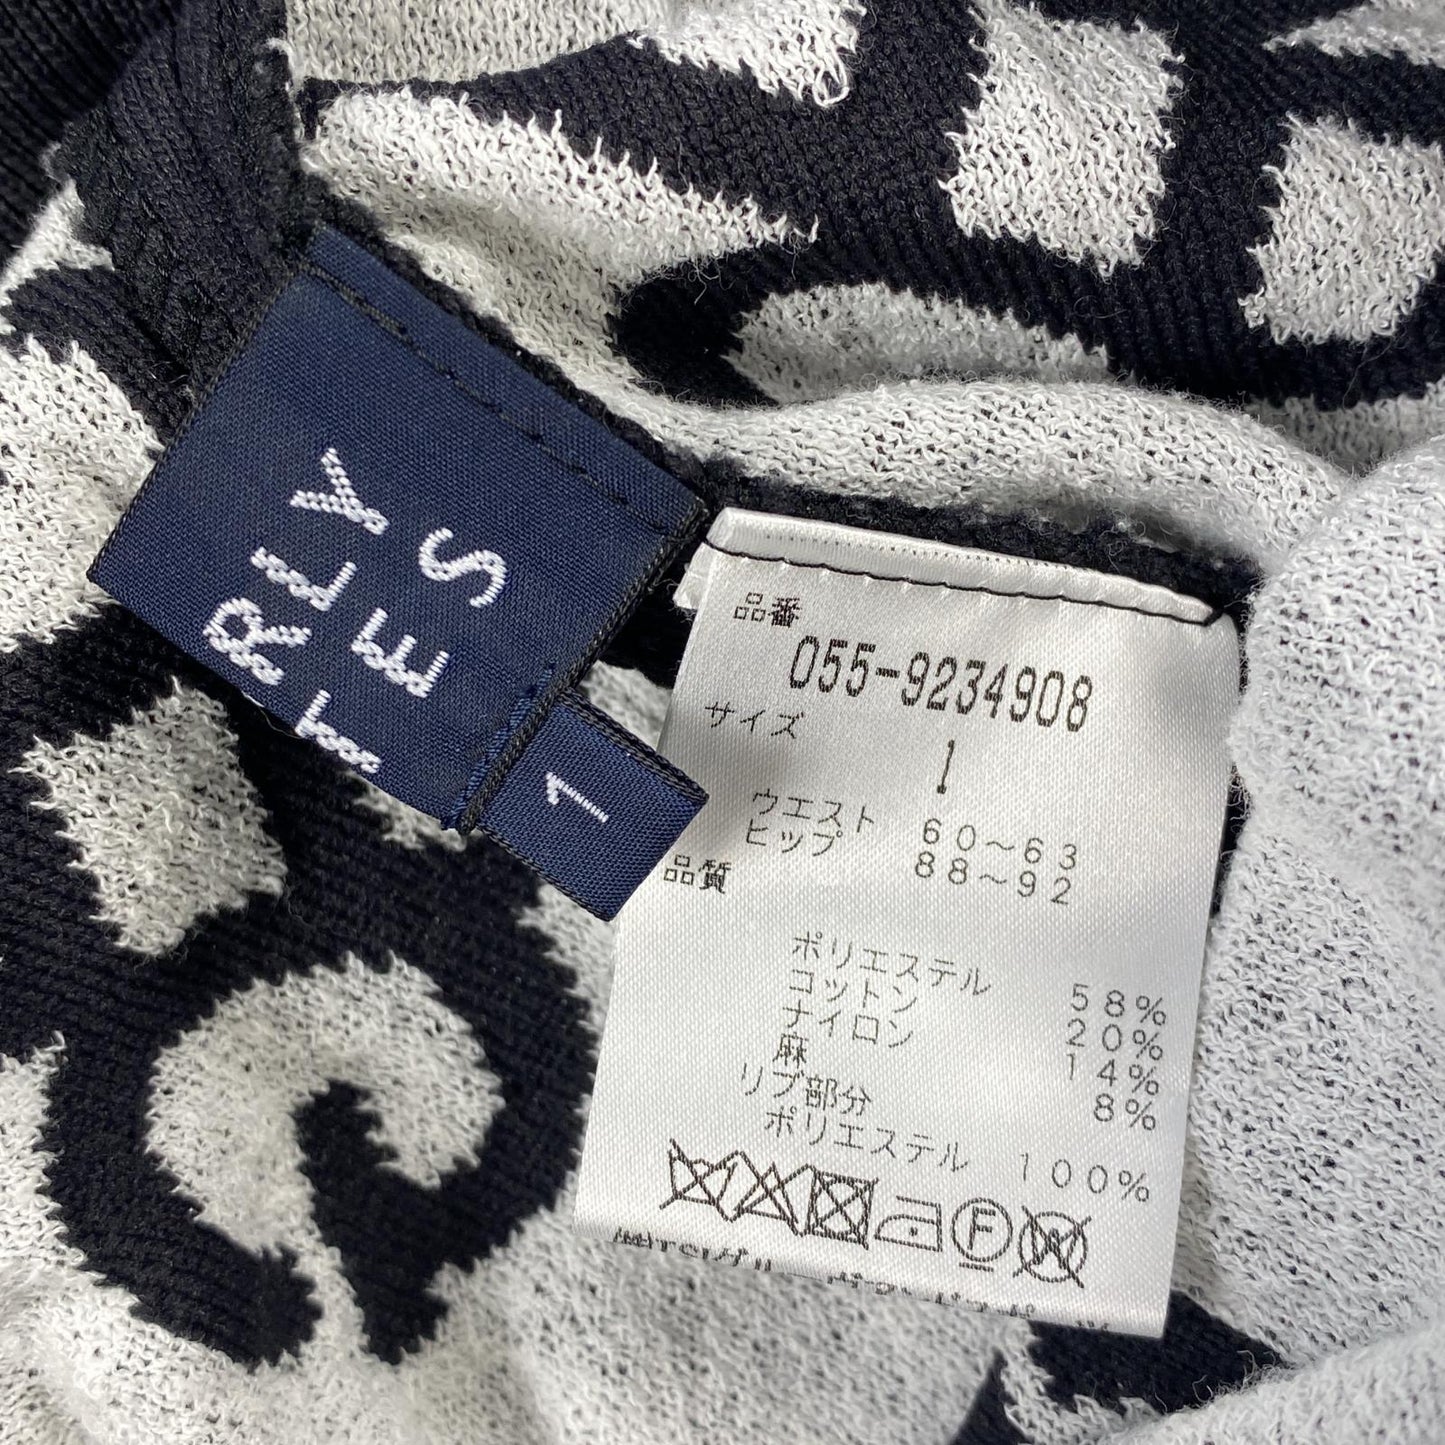 RLY
ES
1
品番
055-9234908
サイズ
1
ウエスト 60～63
ヒップ 88～92
品質
ポリエステル 58%
コットン 20%
ナイロン 14%
麻 8%
リブ部分
ポリエステル 100%
F
W